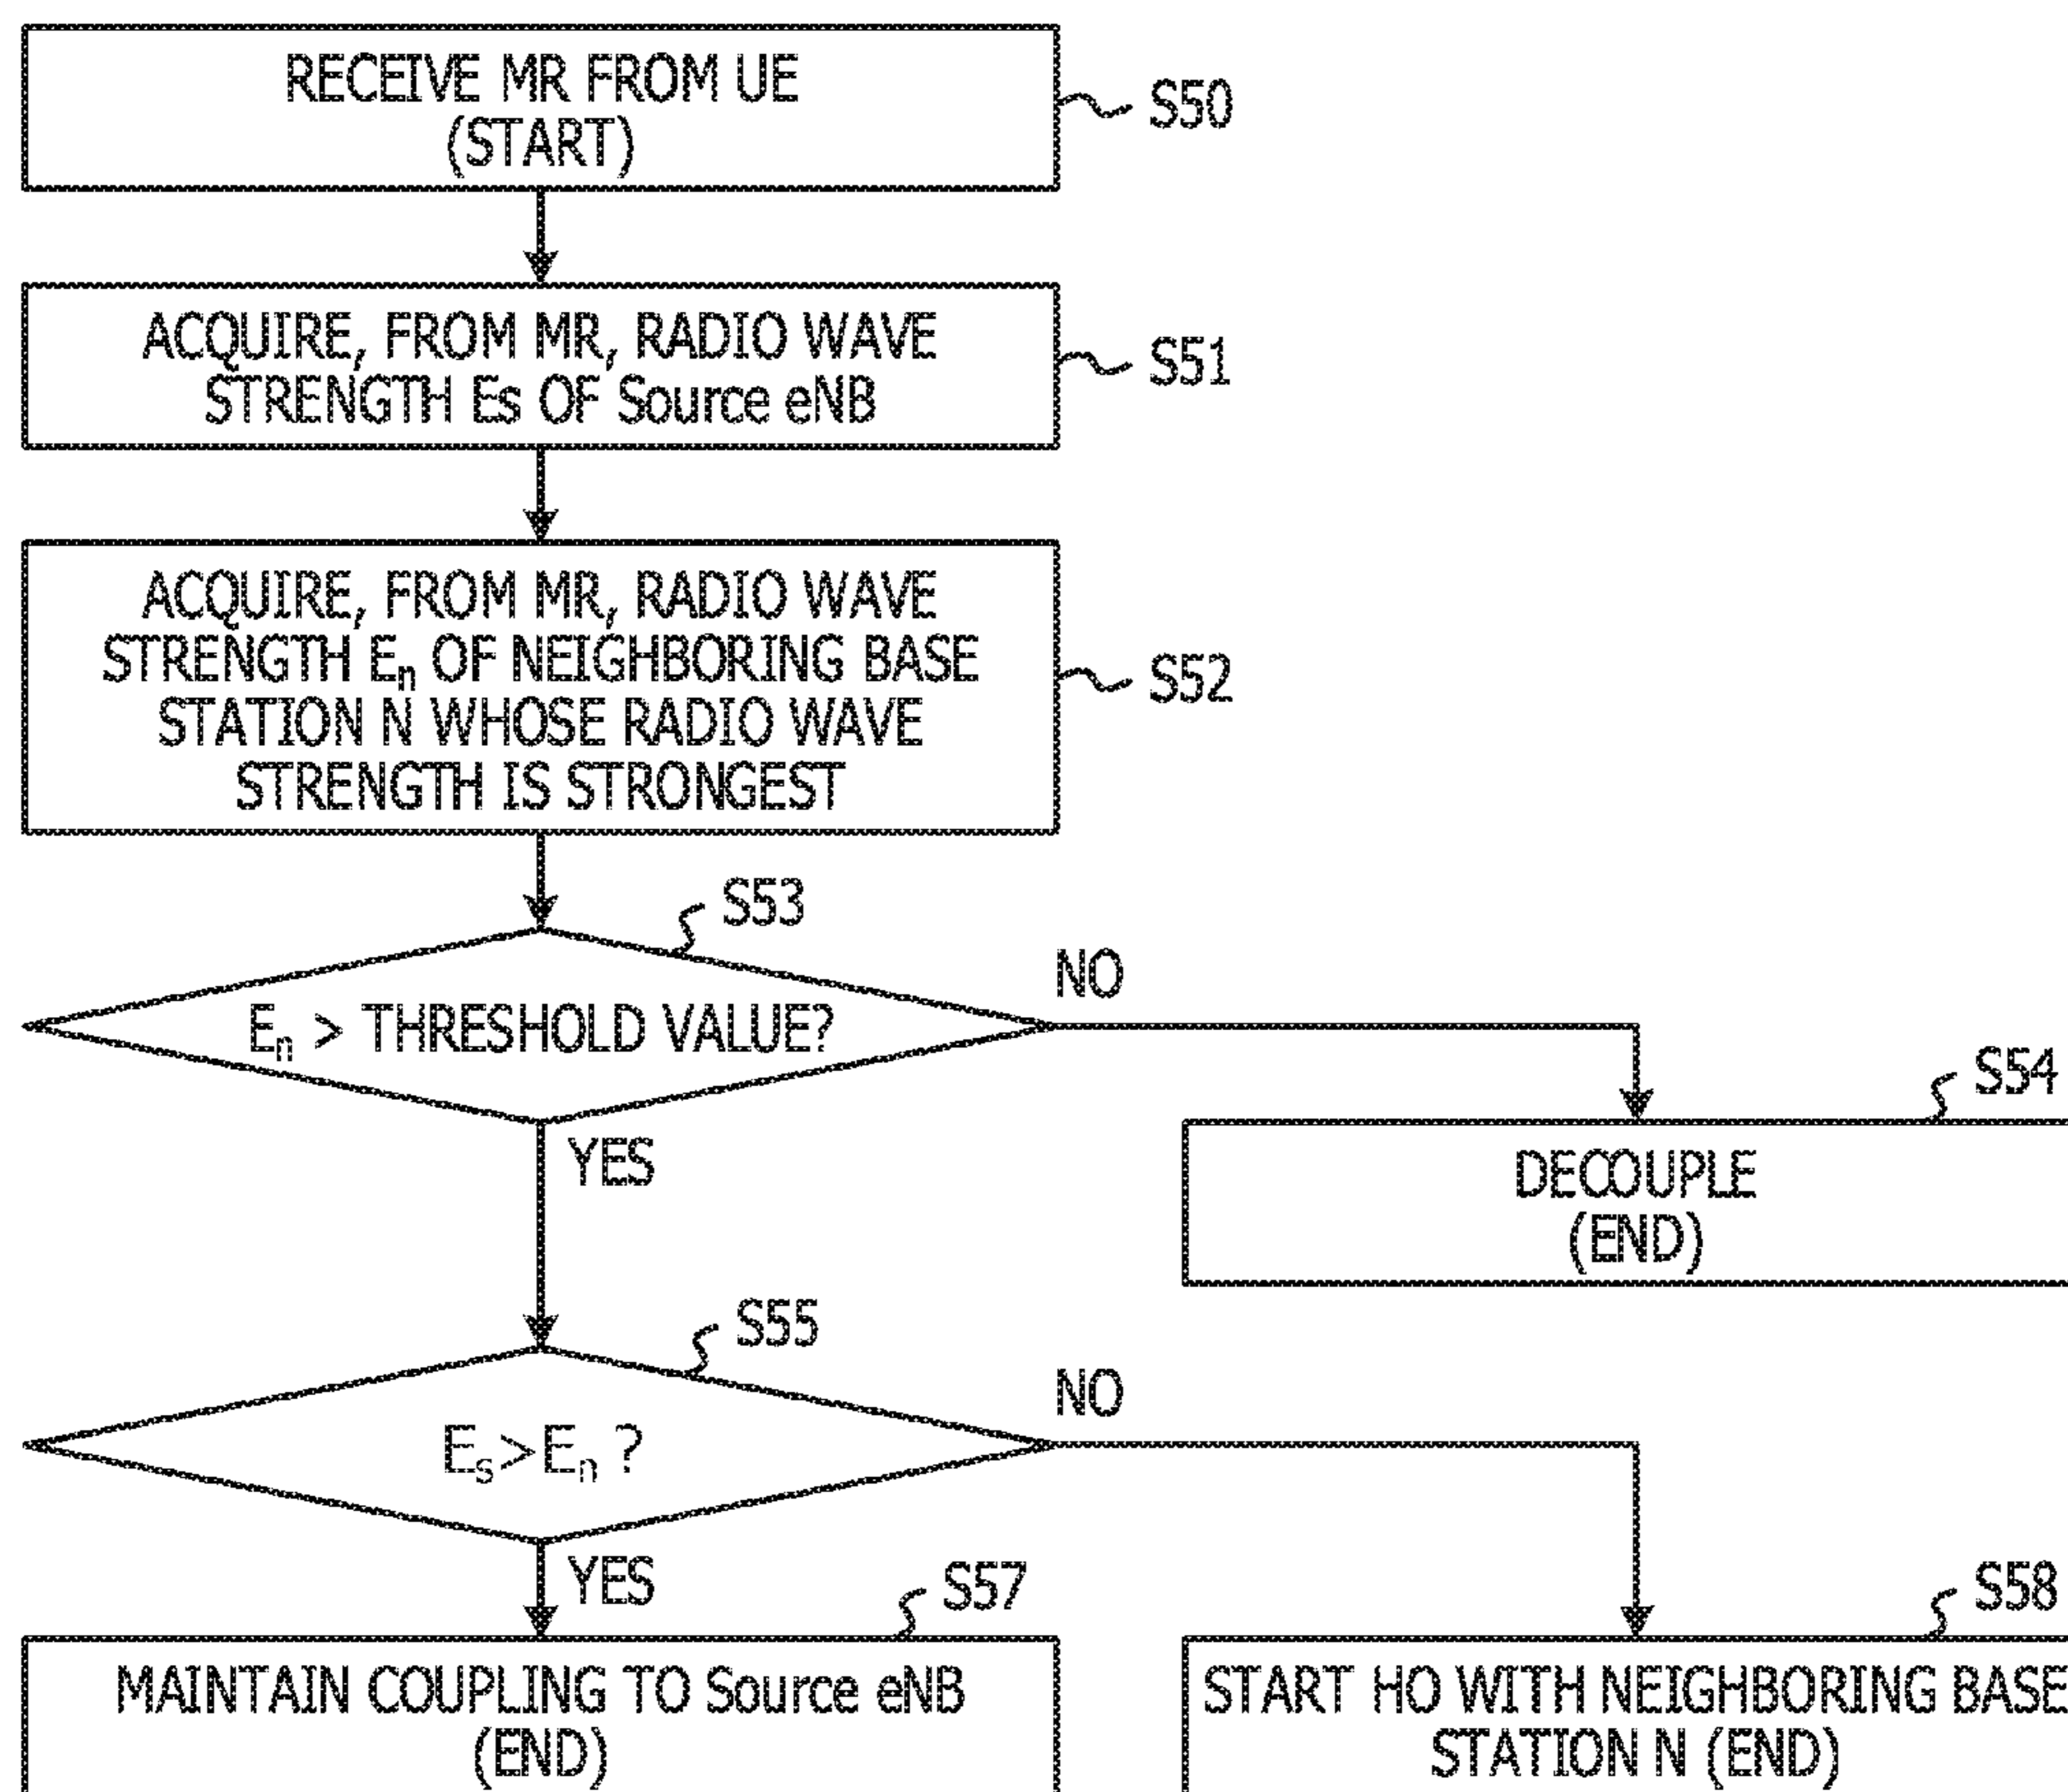 RECEIVE MR FROM UE
(START)
S50
ACQUIRE, FROM MR, RADIO WAVE
STRENGTH Es OF Source eNB
S51
ACQUIRE, FROM MR, RADIO WAVE
STRENGTH En OF NEIGHBORING BASE
STATION N WHOSE RADIO WAVE
STRENGTH IS STRONGEST
S52
S53
En > THRESHOLD VALUE?
NO
YES
S54
DECOUPLE
(END)
S55
Es>En ?
NO
YES
S57
MAINTAIN COUPLING TO Source eNB
(END)
S58
START HO WITH NEIGHBORING BASE
STATION N (END)